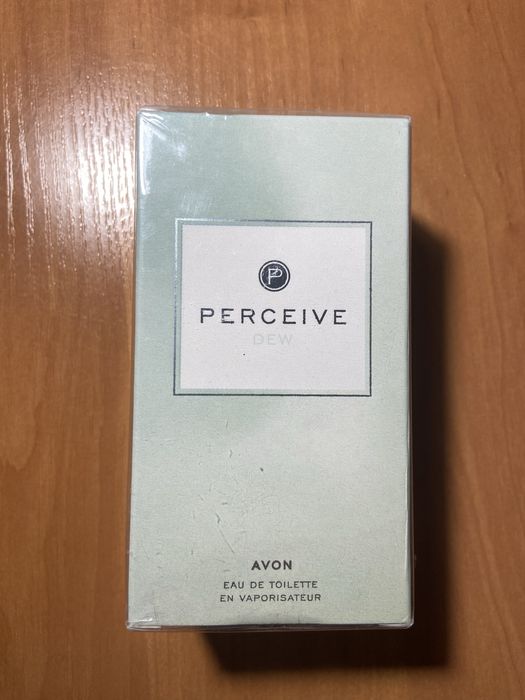 P
PERCEIVE
DEW
AVON
EAU DE TOILETTE
EN VAPORISATEUR